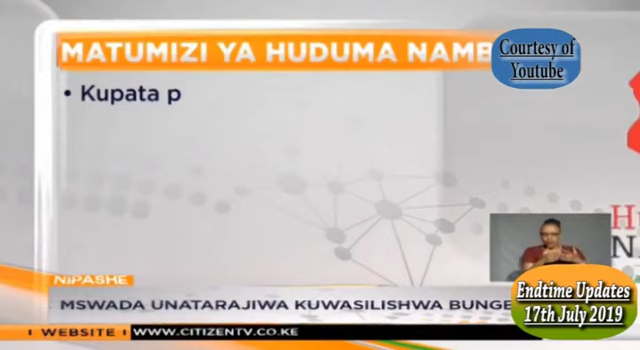 MATUMIZI YA HUDUMA NAMB
Courtesy of
Youtube
• Kupata p
NIPASHE
MSWADA UNATARAJIWA KUWASILISHWA BUNGE
Endtime Updates
17th July 2019
WEBSITE WWW.CITIZENTV.CO.KE